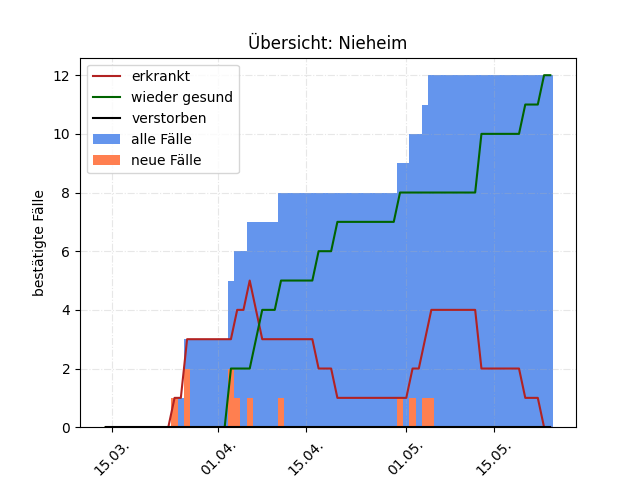 Übersicht: Nieheim
erkrankt
wieder gesund
verstorben
alle Fälle
neue Fälle
bestätigte Fälle
12
10
8
6
4
2
0
15.03.
01.04.
15.04.
01.05.
15.05.